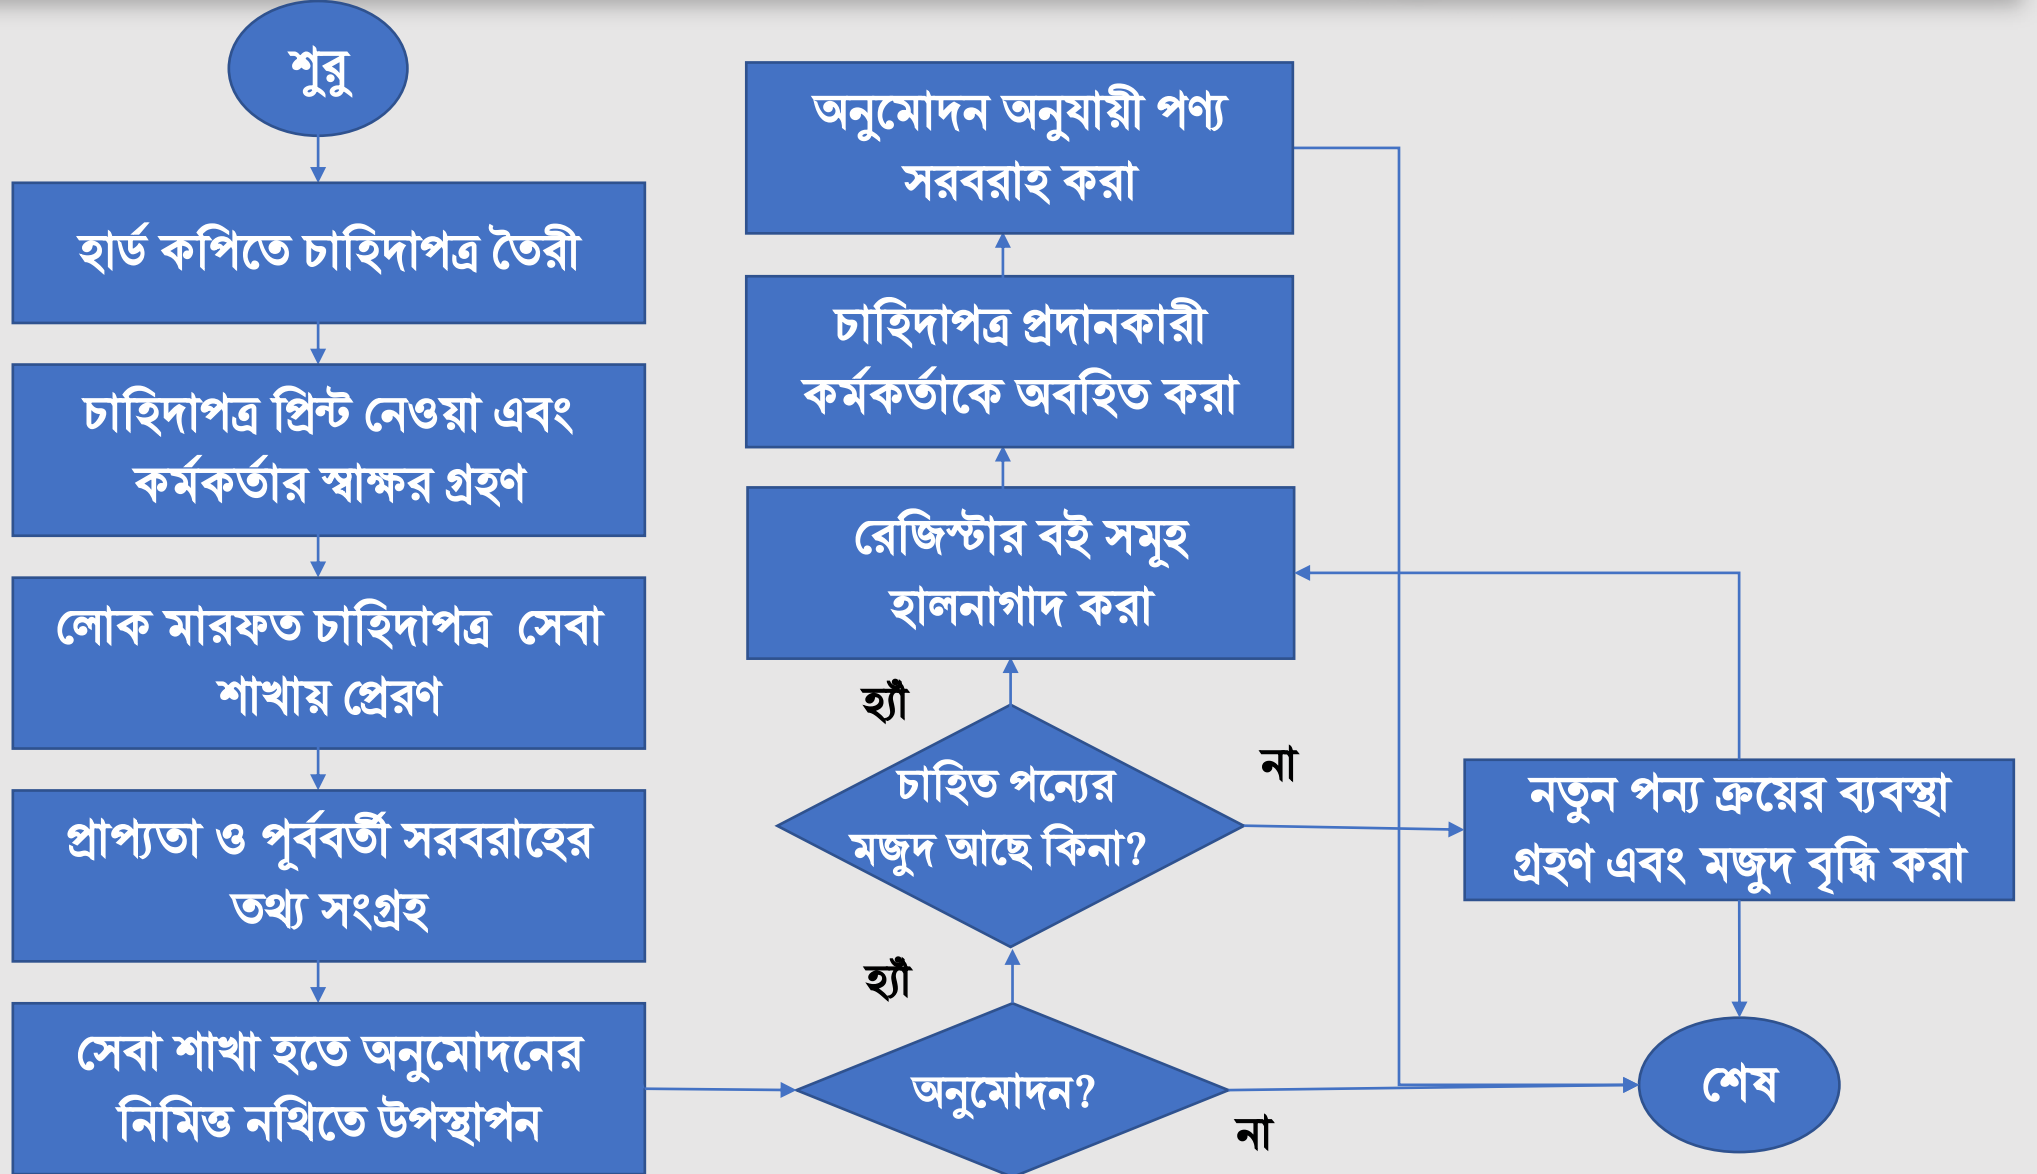 শুরু
হার্ড কপিতে চাহিদাপত্র তৈরী
চাহিদাপত্র প্রিন্ট নেওয়া এবং
কর্মকর্তার স্বাক্ষর গ্রহণ
লোক মারফত চাহিদাপত্র সেবা
শাখায় প্রেরণ
প্রাপ্যতা ও পূর্ববর্তী সরবরাহের
তথ্য সংগ্রহ
সেবা শাখা হতে অনুমোদনের
নিমিত্ত নথিতে উপস্থাপন
অনুমোদন?
হ্যাঁ
না
চাহিত পন্যের
মজুদ আছে কিনা?
হ্যাঁ
না
রেজিস্টার বই সমূহ
হালনাগাদ করা
চাহিদাপত্র প্রদানকারী
কর্মকর্তাকে অবহিত করা
অনুমোদন অনুযায়ী পণ্য
সরবরাহ করা
নতুন পন্য ক্রয়ের ব্যবস্থা
গ্রহণ এবং মজুদ বৃদ্ধি করা
শেষ